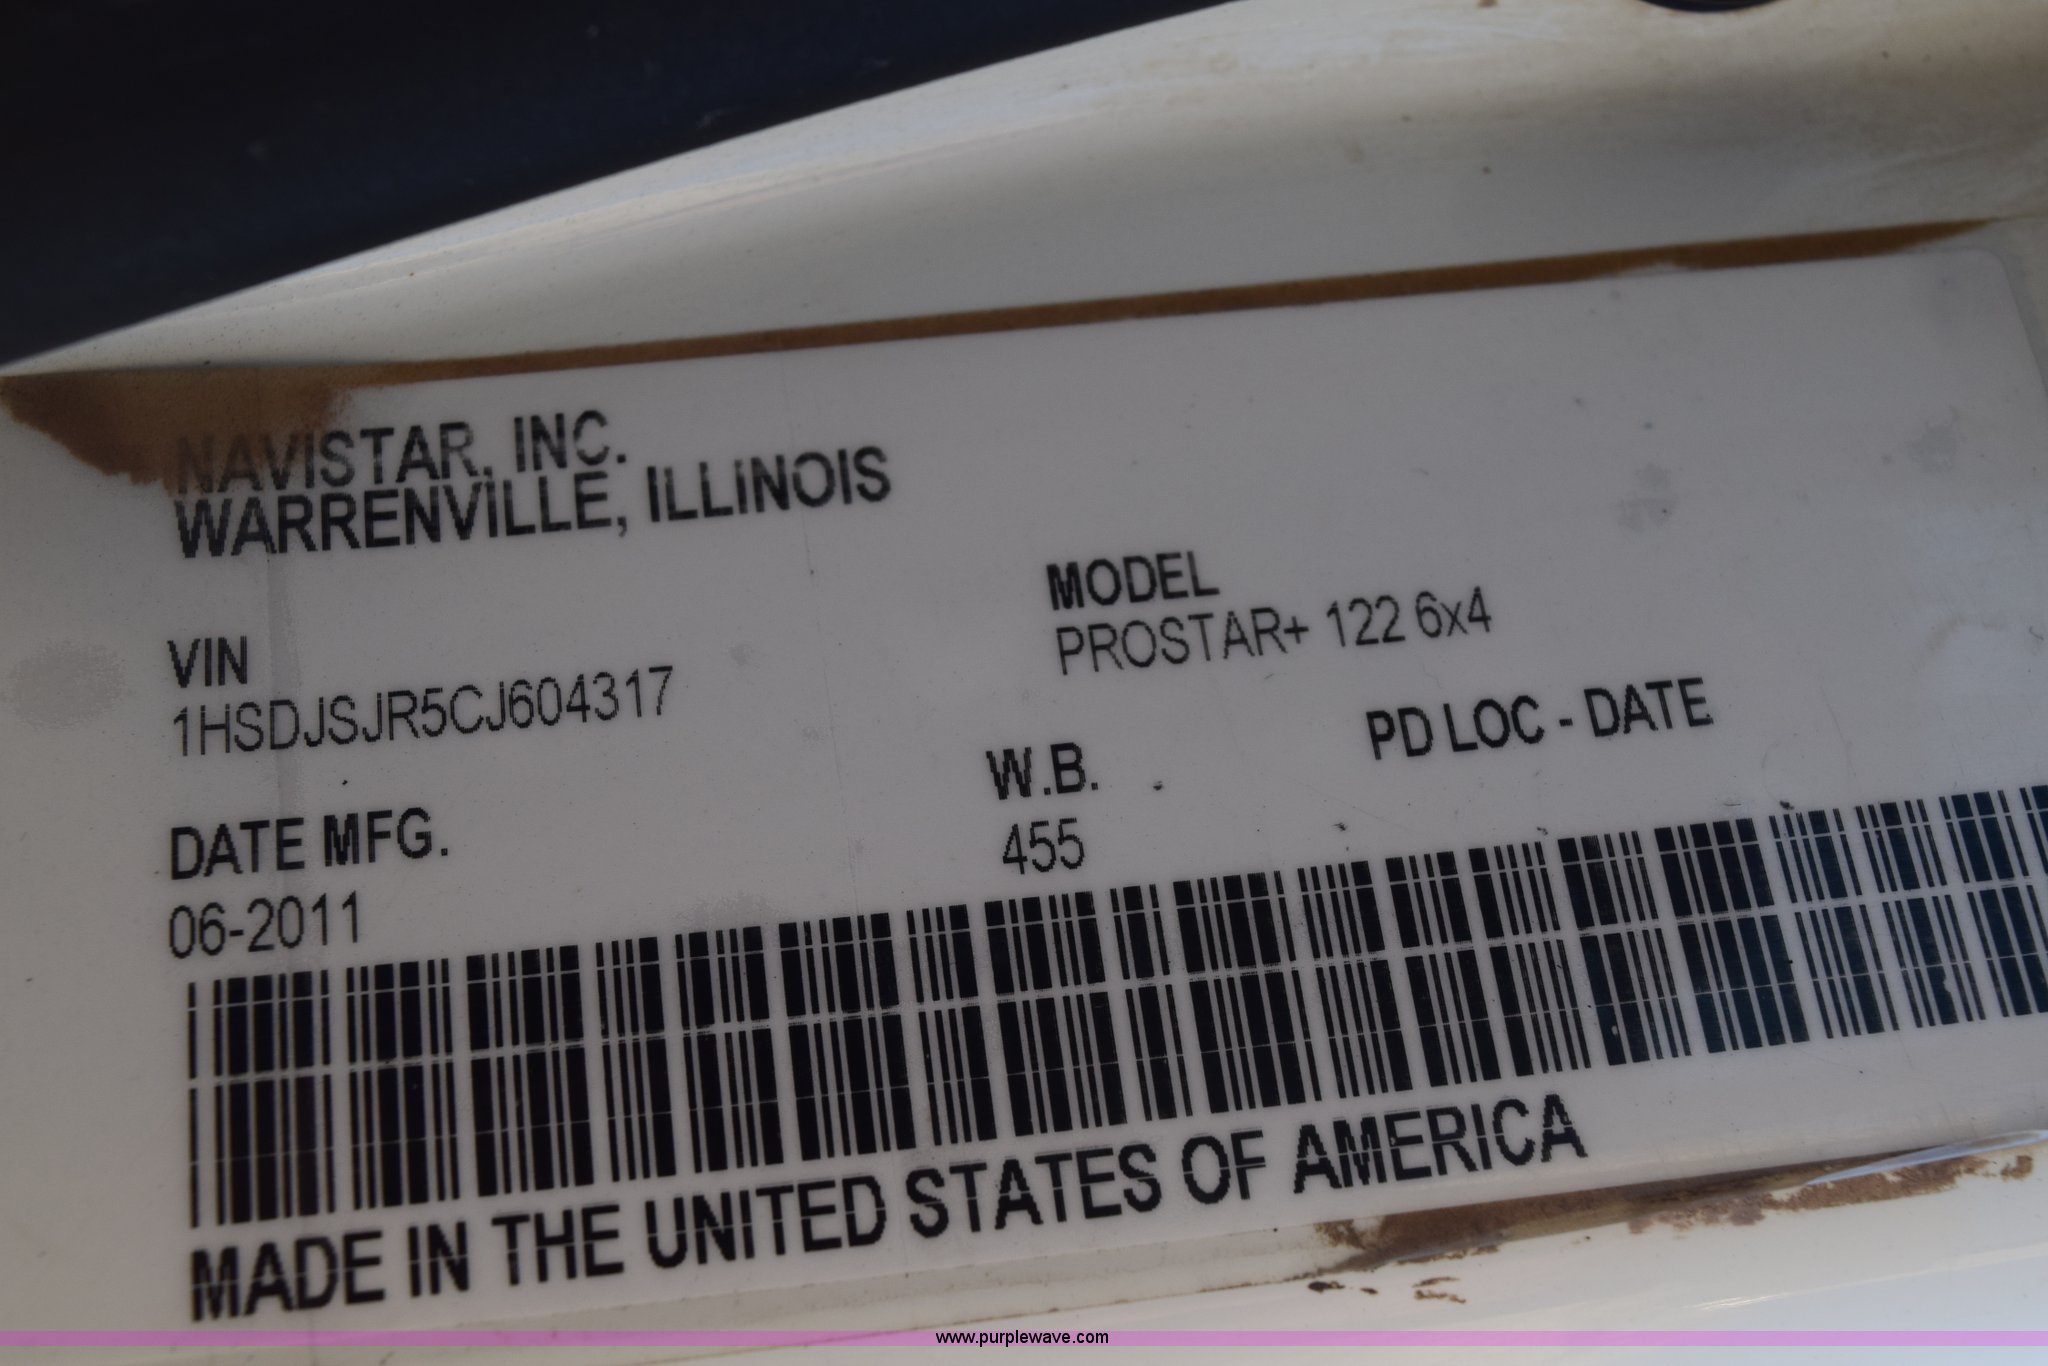 NAVISTAR, INC.
WARRENVILLE, ILLINOIS
MODEL
PROSTAR+ 122 6x4
VIN
1HSDJSJR5CJ604317
W.B.
455
PD LOC - DATE
DATE MFG.
06-2011
MADE IN THE UNITED STATES OF AMERICA
www.purplewave.com